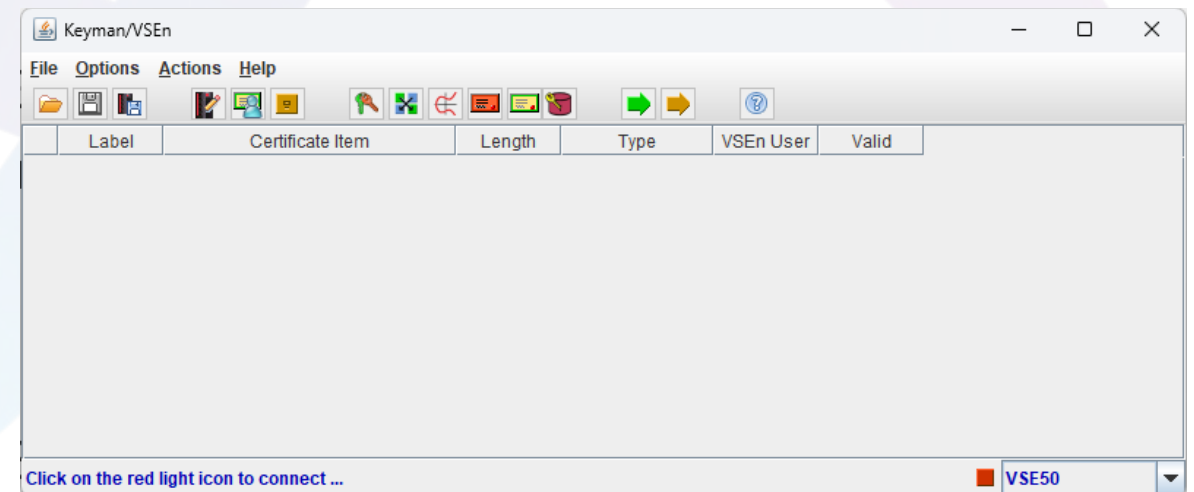 Keyman/VSEn
File Options Actions Help
Label Certificate Item Length Type VSEn User Valid
Click on the red light icon to connect ... VSE50